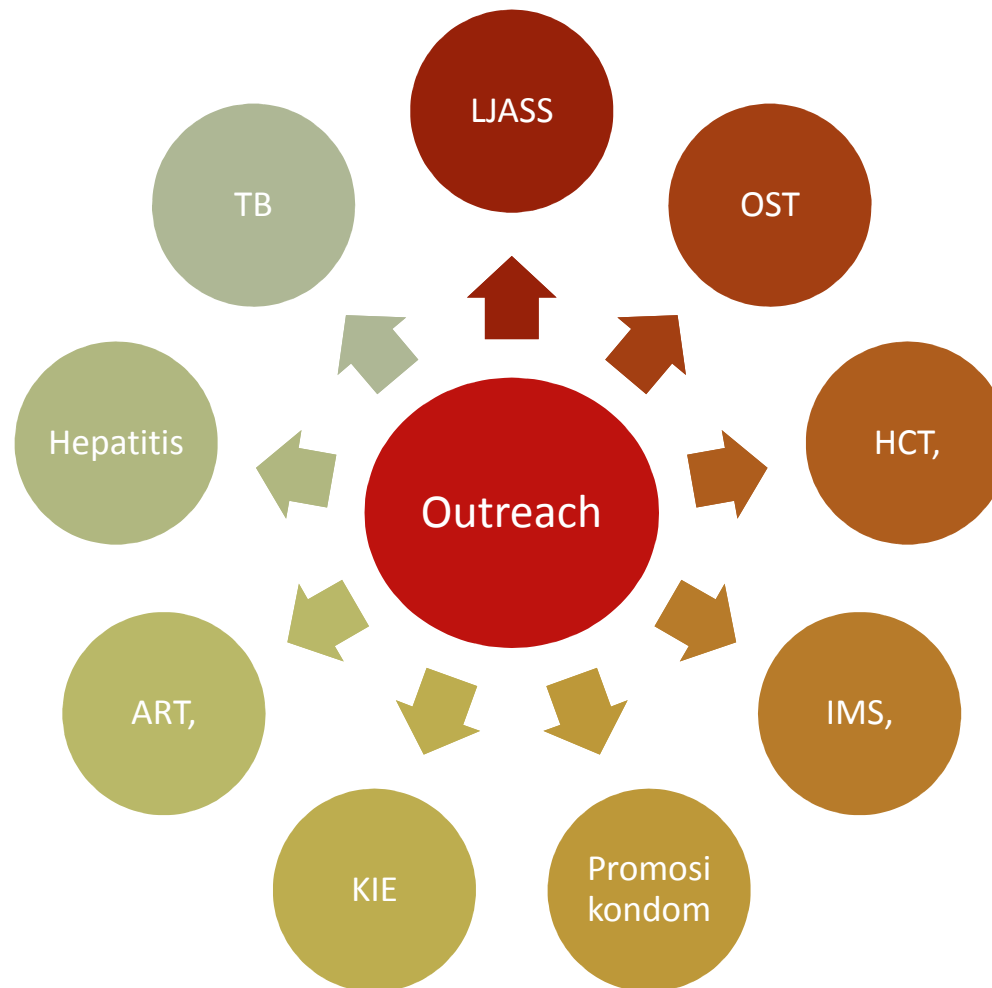 LJASS
TB
OST
Hepatitis
HCT,
Outreach
ART,
IMS,
KIE
Promosi
kondom